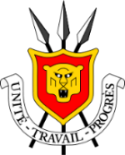 UNITÉ - TRAVAIL - PROGRÈS